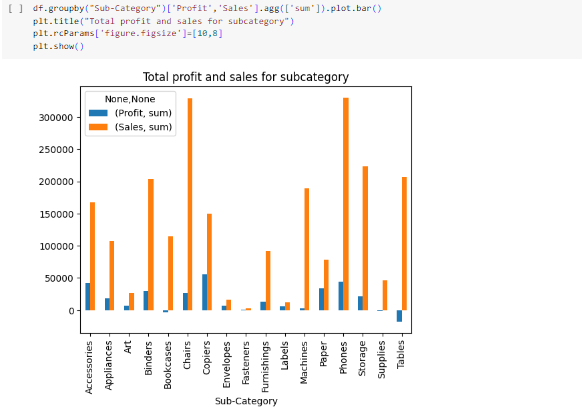 [ ] df.groupby("Sub-Category")['Profit','Sales'].agg(['sum']).plot.bar()
plt.title("Total profit and sales for subcategory")
plt.rcParams['figure.figsize']=[10,8]
plt.show()
Total profit and sales for subcategory
None,None
(Profit, sum)
(Sales, sum)
300000
250000
200000
150000
100000
50000
0
Accessories
Appliances
Art
Binders
Bookcases
Chairs
Copiers
Envelopes
Fasteners
Furnishings
Labels
Machines
Paper
Phones
Storage
Supplies
Tables
Sub-Category